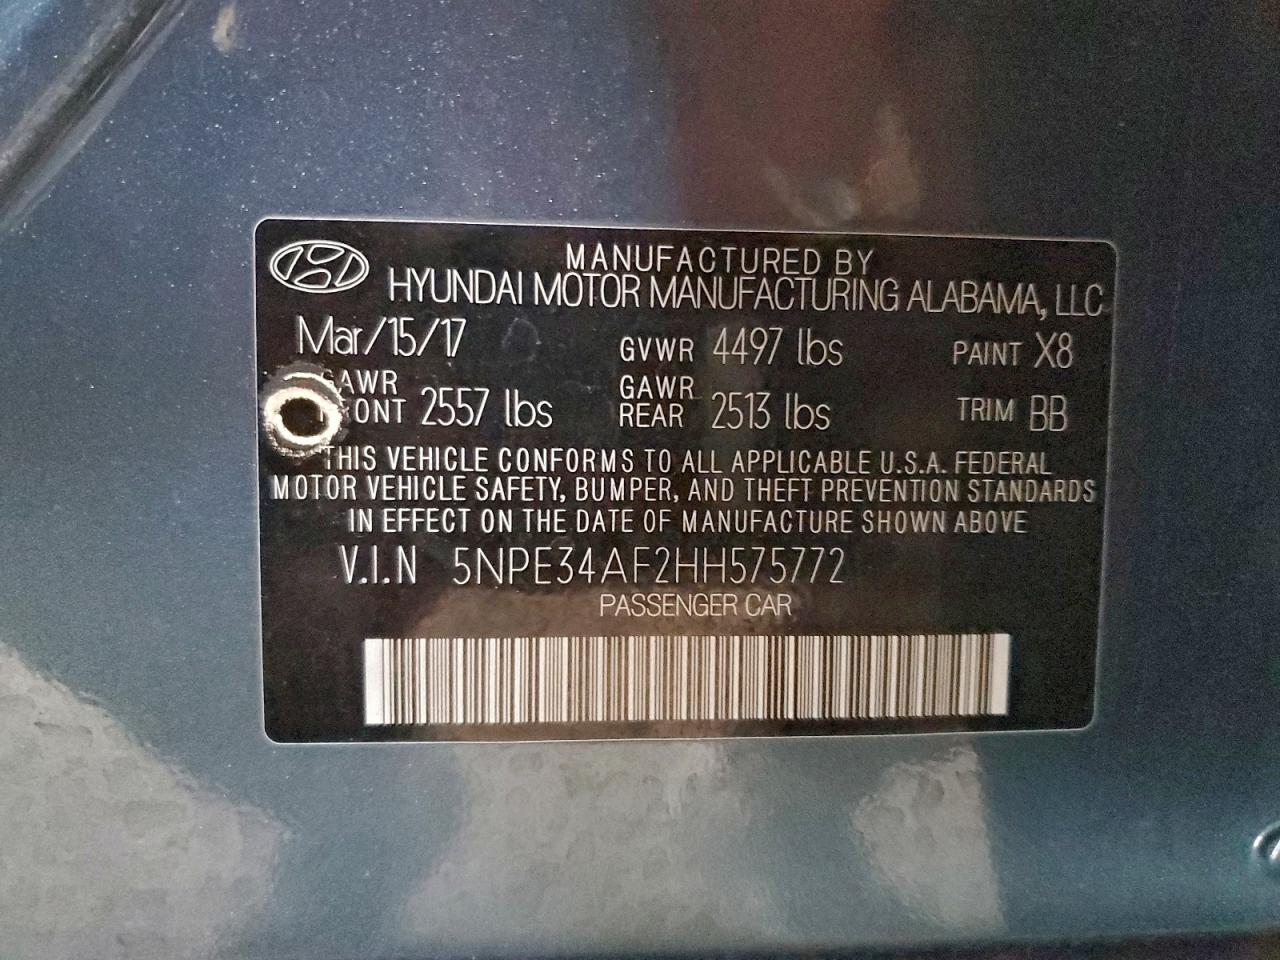 MANUFACTURED BY
HYUNDAI MOTOR MANUFACTURING ALABAMA, LLC
Mar/15/17 GVWR 4497 lbs PAINT X8
GAWR FRONT 2557 lbs GAWR REAR 2513 lbs TRIM BB
THIS VEHICLE CONFORMS TO ALL APPLICABLE U.S.A. FEDERAL
MOTOR VEHICLE SAFETY, BUMPER, AND THEFT PREVENTION STANDARDS
IN EFFECT ON THE DATE OF MANUFACTURE SHOWN ABOVE
V.I.N 5NPE34AF2HH575772
PASSENGER CAR